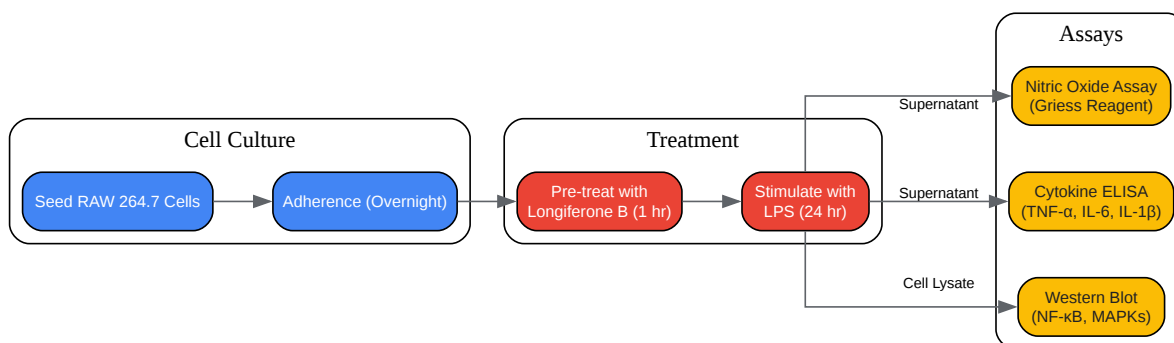 Cell Culture
Seed RAW 264.7 Cells
Adherence (Overnight)
Treatment
Pre-treat with
Longiferone B (1 hr)
Stimulate with
LPS (24 hr)
Supernatant
Supernatant
Cell Lysate
Assays
Nitric Oxide Assay
(Griess Reagent)
Cytokine ELISA
(TNF-α, IL-6, IL-1β)
Western Blot
(NF-κB, MAPKs)